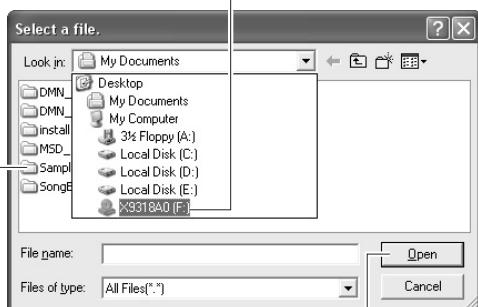 Select a file.
Look in: My Documents
Desktop
My Documents
My Computer
3½ Floppy (A:)
Local Disk (C:)
Local Disk (D:)
Local Disk (E:)
X9318A0 (F:)
DMN_
DMN_
install
MSD_
Sampl
File name:
Open
Files of type: All Files(*.*)
Cancel